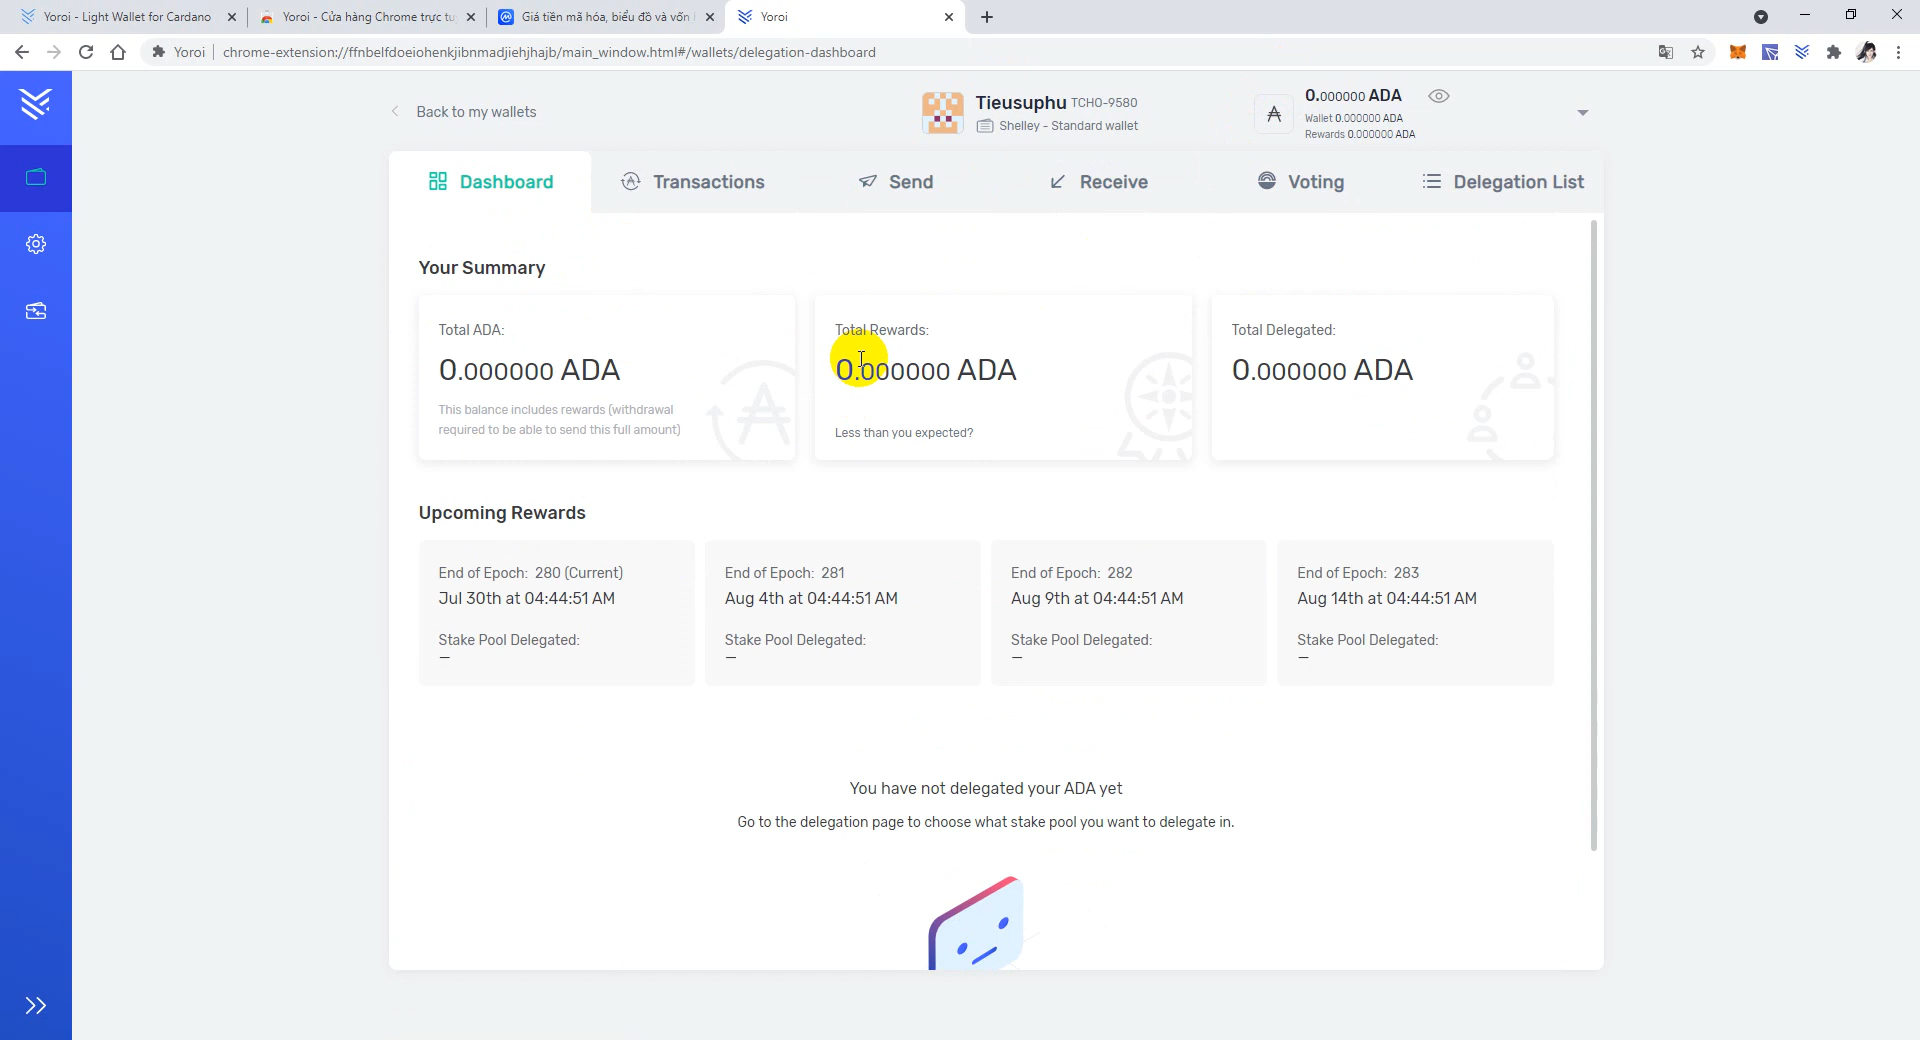 Yoroi - Light Wallet for Cardano
Yoroi - Cửa hàng Chrome trực tu
Giá tiền mã hóa, biểu đồ và vốn
Yoroi
Yoroi
chrome-extension://ffnbelfdoeiohenkjibnmadjiehjhajb/main_window.html#/wallets/delegation-dashboard
Back to my wallets
Tieusuphu TCHO-9580
Shelley - Standard wallet
0.000000 ADA
Wallet 0.000000 ADA
Rewards 0.000000 ADA
Dashboard
Transactions
Send
Receive
Voting
Delegation List
Your Summary
Total ADA:
0.000000 ADA
This balance includes rewards (withdrawal
required to be able to send this full amount)
Total Rewards:
0.000000 ADA
Less than you expected?
Total Delegated:
0.000000 ADA
Upcoming Rewards
End of Epoch: 280 (Current)
Jul 30th at 04:44:51 AM
Stake Pool Delegated:
—
End of Epoch: 281
Aug 4th at 04:44:51 AM
Stake Pool Delegated:
—
End of Epoch: 282
Aug 9th at 04:44:51 AM
Stake Pool Delegated:
—
End of Epoch: 283
Aug 14th at 04:44:51 AM
Stake Pool Delegated:
—
You have not delegated your ADA yet
Go to the delegation page to choose what stake pool you want to delegate in.